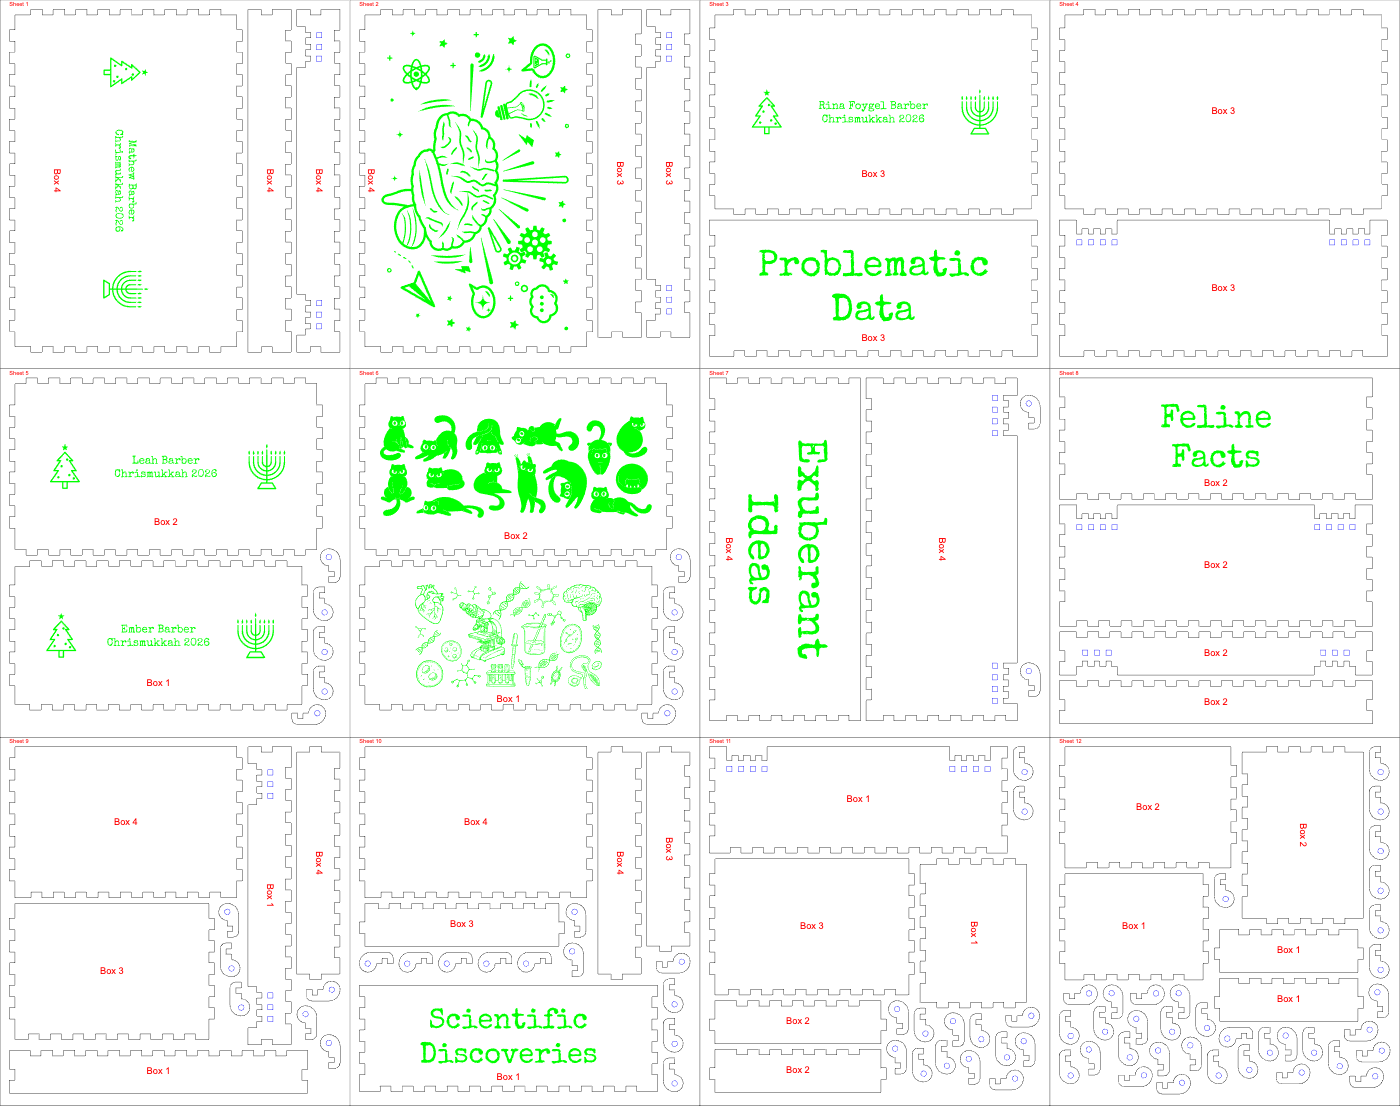 Sheet 1
Box 4
Mathew Barber
Chrismukkah 2026
Box 4
Box 4
Sheet 2
Box 4
Box 3
Box 3
Sheet 3
Rina Foygel Barber
Chrismukkah 2026
Box 3
Problematic
Data
Box 3
Sheet 4
Box 3
Box 3
Sheet 5
Leah Barber
Chrismukkah 2026
Box 2
Ember Barber
Chrismukkah 2026
Box 1
Sheet 6
Box 2
Box 1
Sheet 7
Exuberant
Ideas
Box 4
Box 4
Sheet 8
Feline
Facts
Box 2
Box 2
Box 2
Box 2
Sheet 9
Box 4
Box 1
Box 4
Box 3
Box 1
Sheet 10
Box 4
Box 4
Box 3
Box 3
Scientific
Discoveries
Box 1
Sheet 11
Box 1
Box 3
Box 1
Box 2
Box 2
Sheet 12
Box 2
Box 2
Box 1
Box 1
Box 1